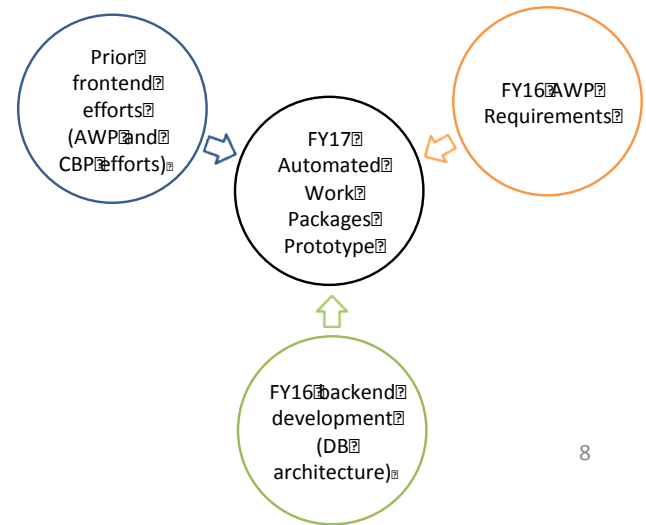 Prior
frontend
efforts
(AWP and
CBP efforts)
FY16 AWP
Requirements
FY17
Automated
Work
Packages
Prototype
FY16 backend
development
(DB
architecture)
8